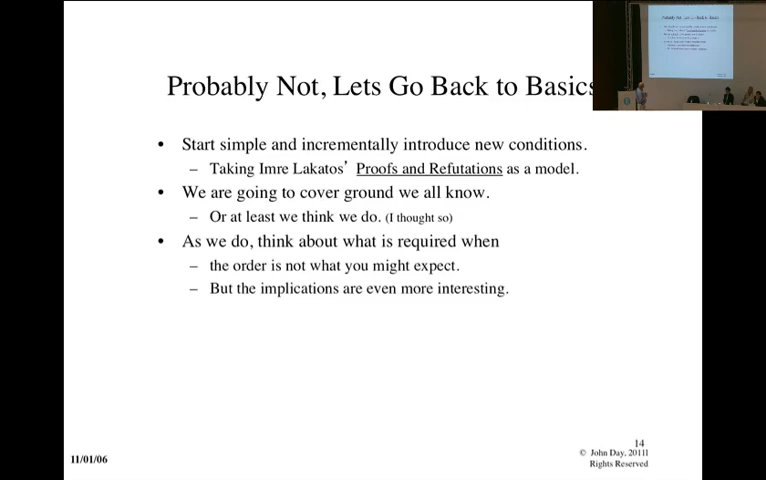 Probably Not, Lets Go Back to Basics
• Start simple and incrementally introduce new conditions.
– Taking Imre Lakatos’ Proofs and Refutations as a model.
• We are going to cover ground we all know.
– Or at least we think we do. (I thought so)
• As we do, think about what is required when
– the order is not what you might expect.
– But the implications are even more interesting.
14
© John Day, 2011l
Rights Reserved
11/01/06